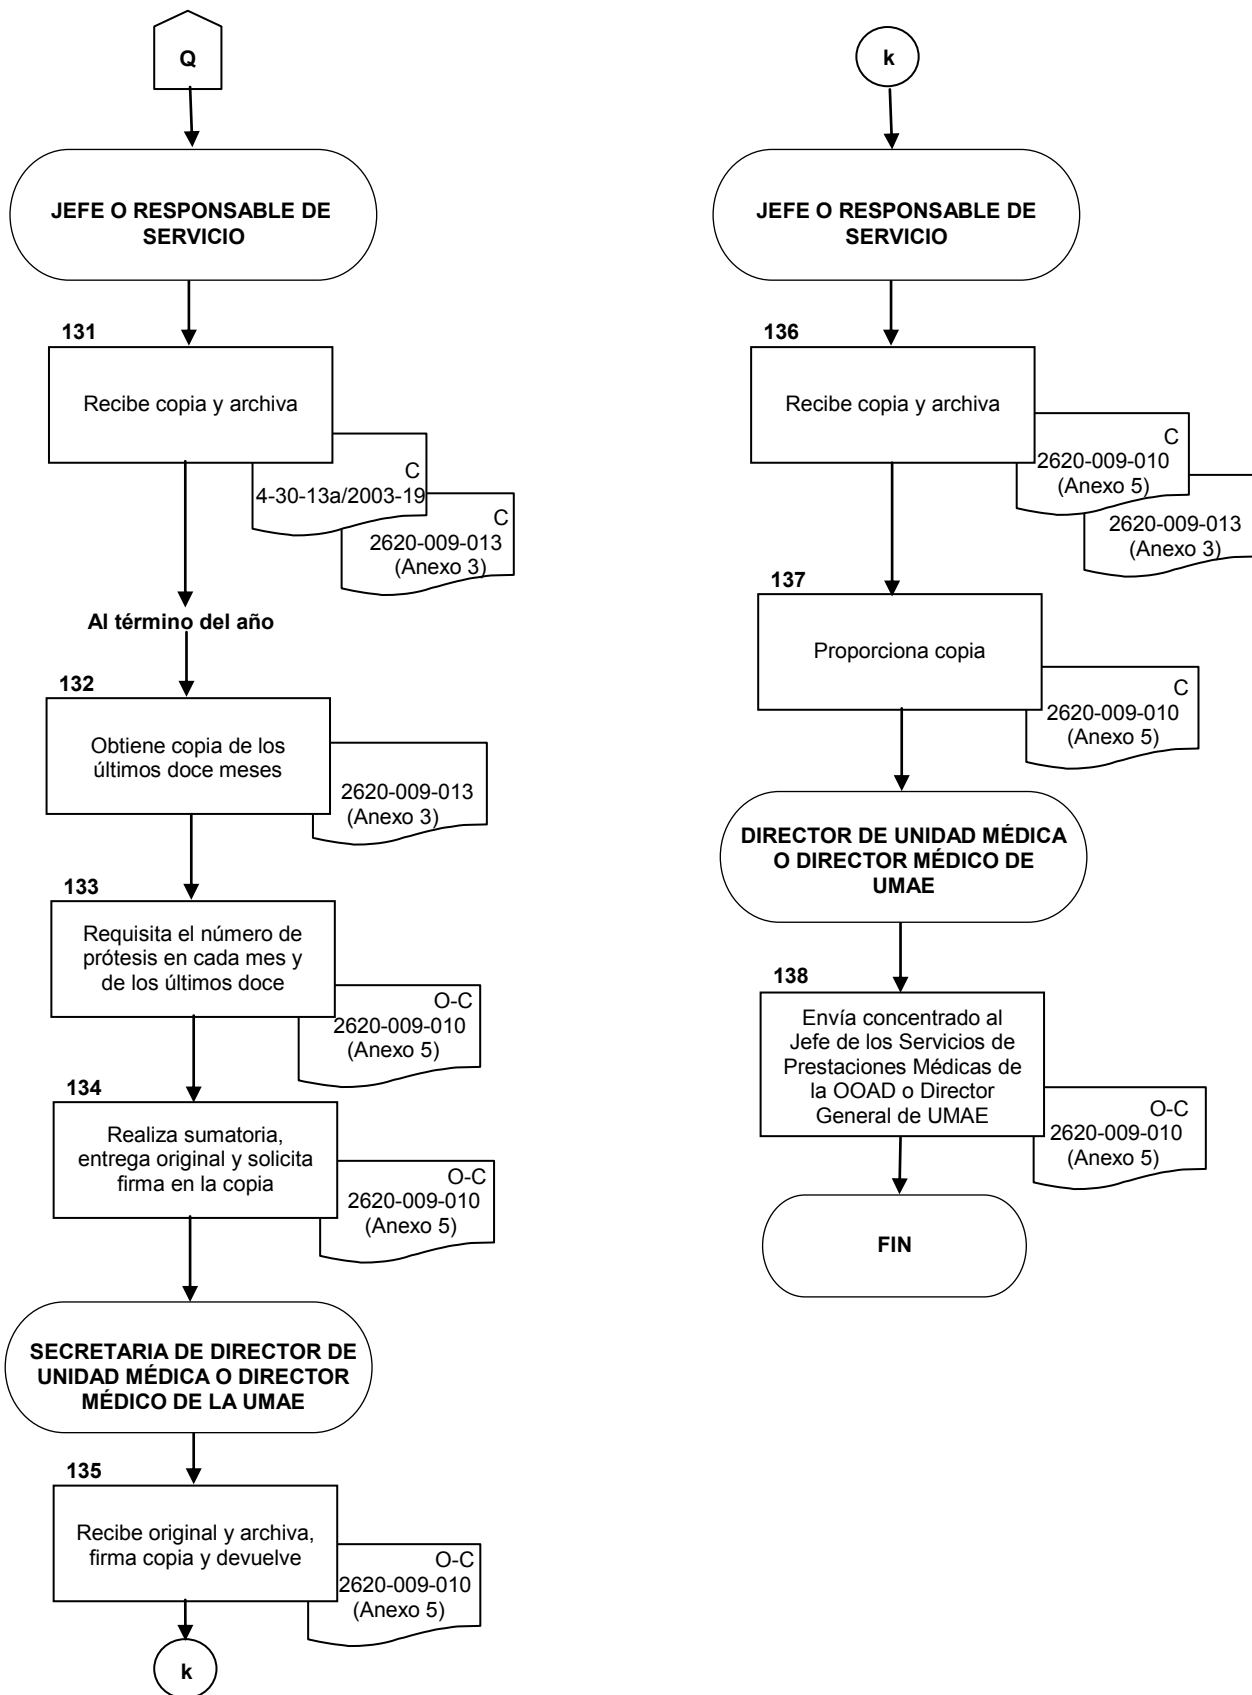 Q
JEFE O RESPONSABLE DE
SERVICIO
131
Recibe copia y archiva
C
4-30-13a/2003-19
C
2620-009-013
(Anexo 3)
Al término del año
132
Obtiene copia de los
últimos doce meses
2620-009-013
(Anexo 3)
133
Requisita el número de
prótesis en cada mes y
de los últimos doce
O-C
2620-009-010
(Anexo 5)
134
Realiza sumatoria,
entrega original y solicita
firma en la copia
O-C
2620-009-010
(Anexo 5)
SECRETARIA DE DIRECTOR DE
UNIDAD MÉDICA O DIRECTOR
MÉDICO DE LA UMAE
135
Recibe original y archiva,
firma copia y devuelve
O-C
2620-009-010
(Anexo 5)
k
k
JEFE O RESPONSABLE DE
SERVICIO
136
Recibe copia y archiva
C
2620-009-010
(Anexo 5)
2620-009-013
(Anexo 3)
137
Proporciona copia
C
2620-009-010
(Anexo 5)
DIRECTOR DE UNIDAD MÉDICA
O DIRECTOR MÉDICO DE
UMAE
138
Envía concentrado al
Jefe de los Servicios de
Prestaciones Médicas de
la OOAD o Director
General de UMAE
O-C
2620-009-010
(Anexo 5)
FIN